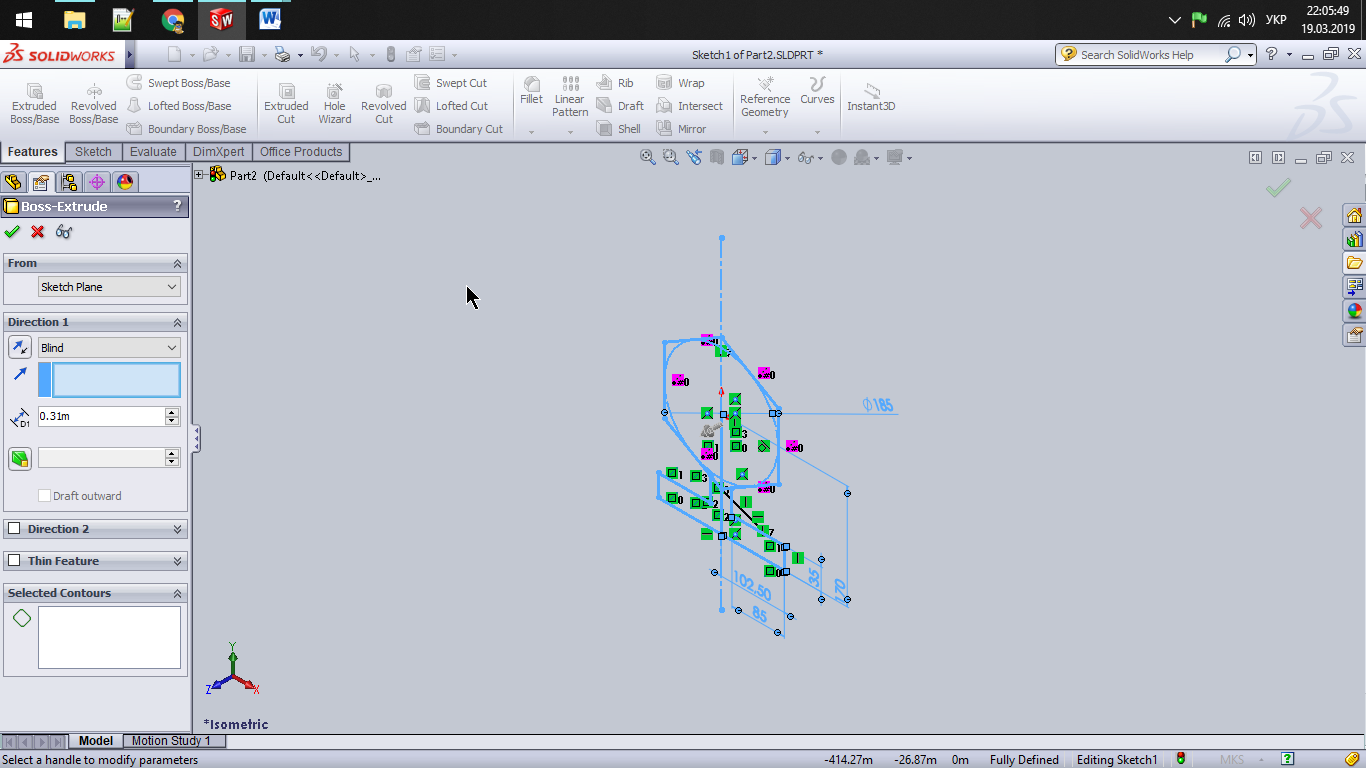 22:05:49
УКР
19.03.2019
SOLIDWORKS
Sketch1 of Part2.SLDPRT *
Search SolidWorks Help
?
Extruded Boss/Base
Revolved Boss/Base
Swept Boss/Base
Lofted Boss/Base
Boundary Boss/Base
Extruded Cut
Hole Wizard
Revolved Cut
Swept Cut
Lofted Cut
Boundary Cut
Fillet
Linear Pattern
Rib
Draft
Shell
Wrap
Intersect
Mirror
Reference Geometry
Curves
Instant3D
Features
Sketch
Evaluate
DimXpert
Office Products
Part2 (Default<<Default>_...
Boss-Extrude
?
From
Sketch Plane
Direction 1
Blind
D1
0.31m
Draft outward
Direction 2
Thin Feature
Selected Contours
Ø185
102,50
85
35
170
Y
Z
X
*Isometric
Model
Motion Study 1
Select a handle to modify parameters
-414.27m
-26.87m
0m
Fully Defined
Editing Sketch1
MKS
?